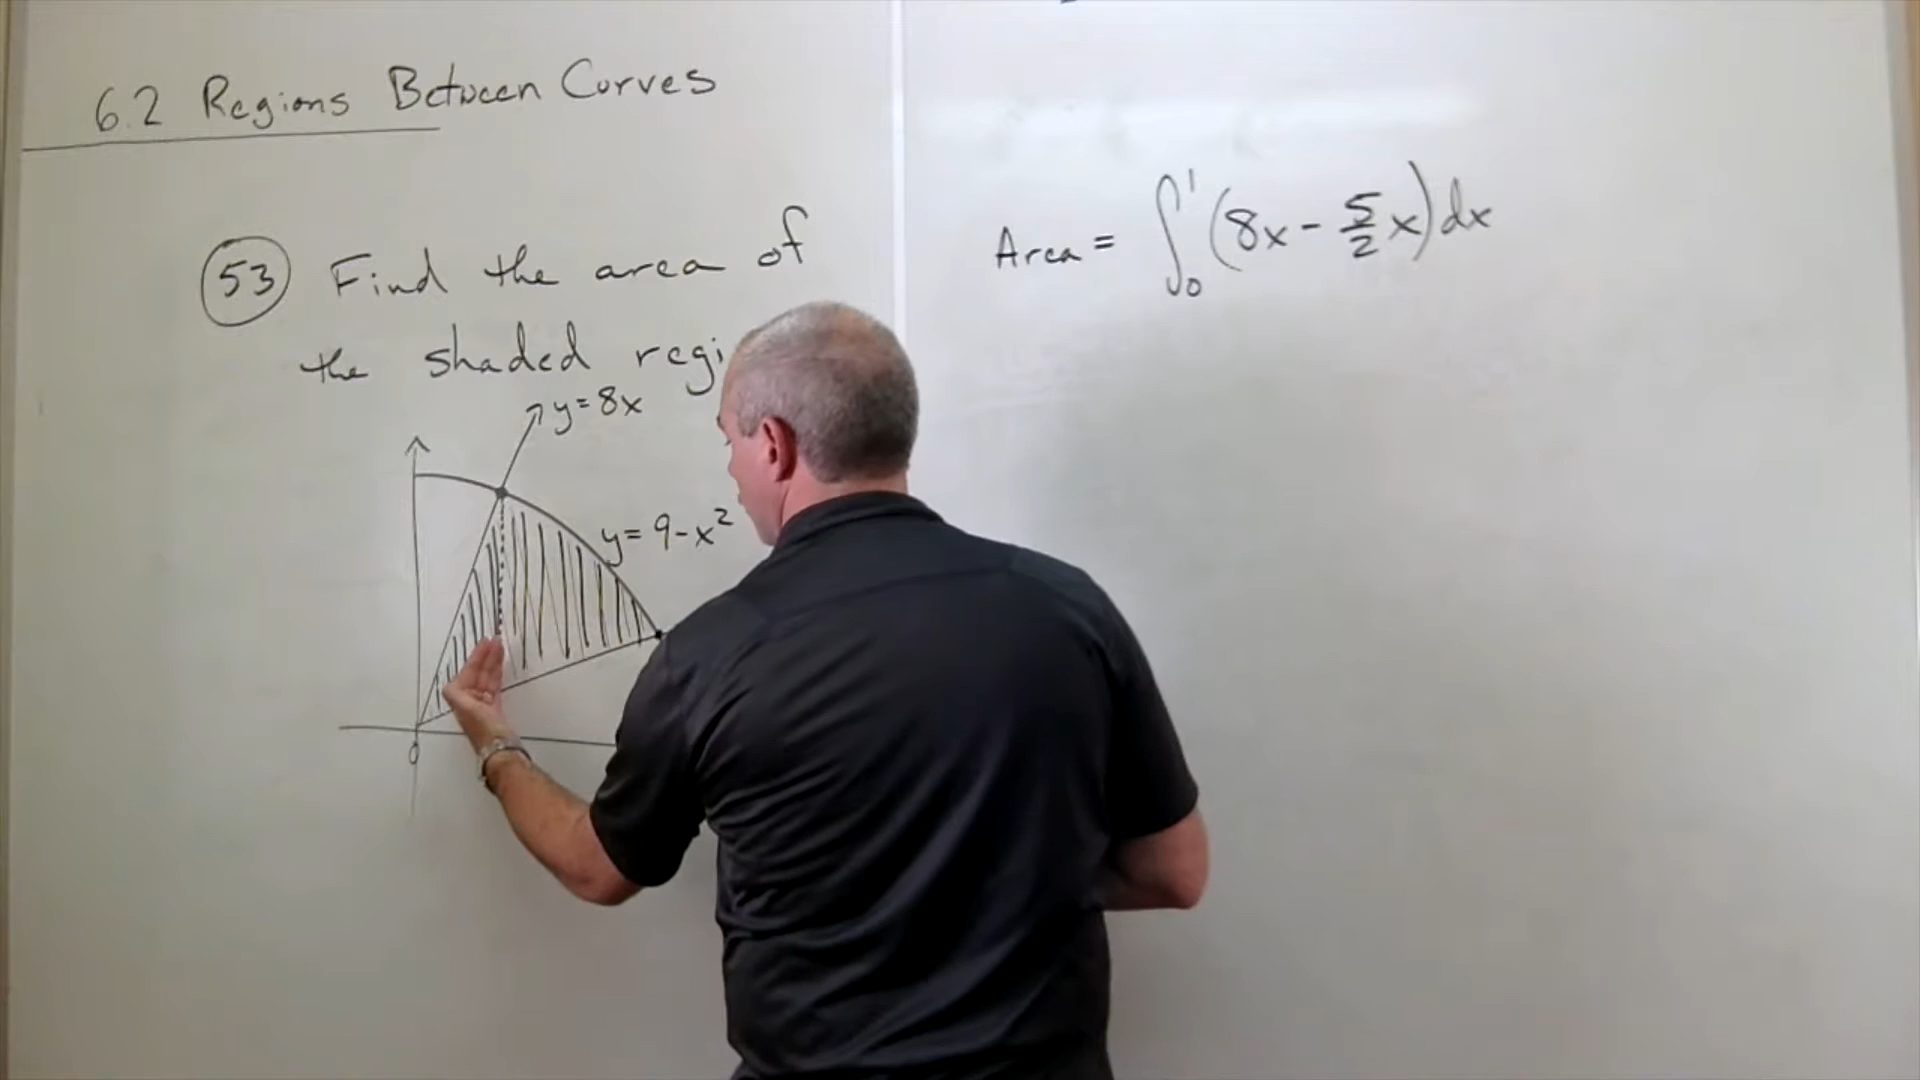 6.2 Regions Between Curves
53 Find the area of
the shaded regi
y=8x
y=9-x²
0
Area = ∫₀¹ (8x - 5/2 x) dx